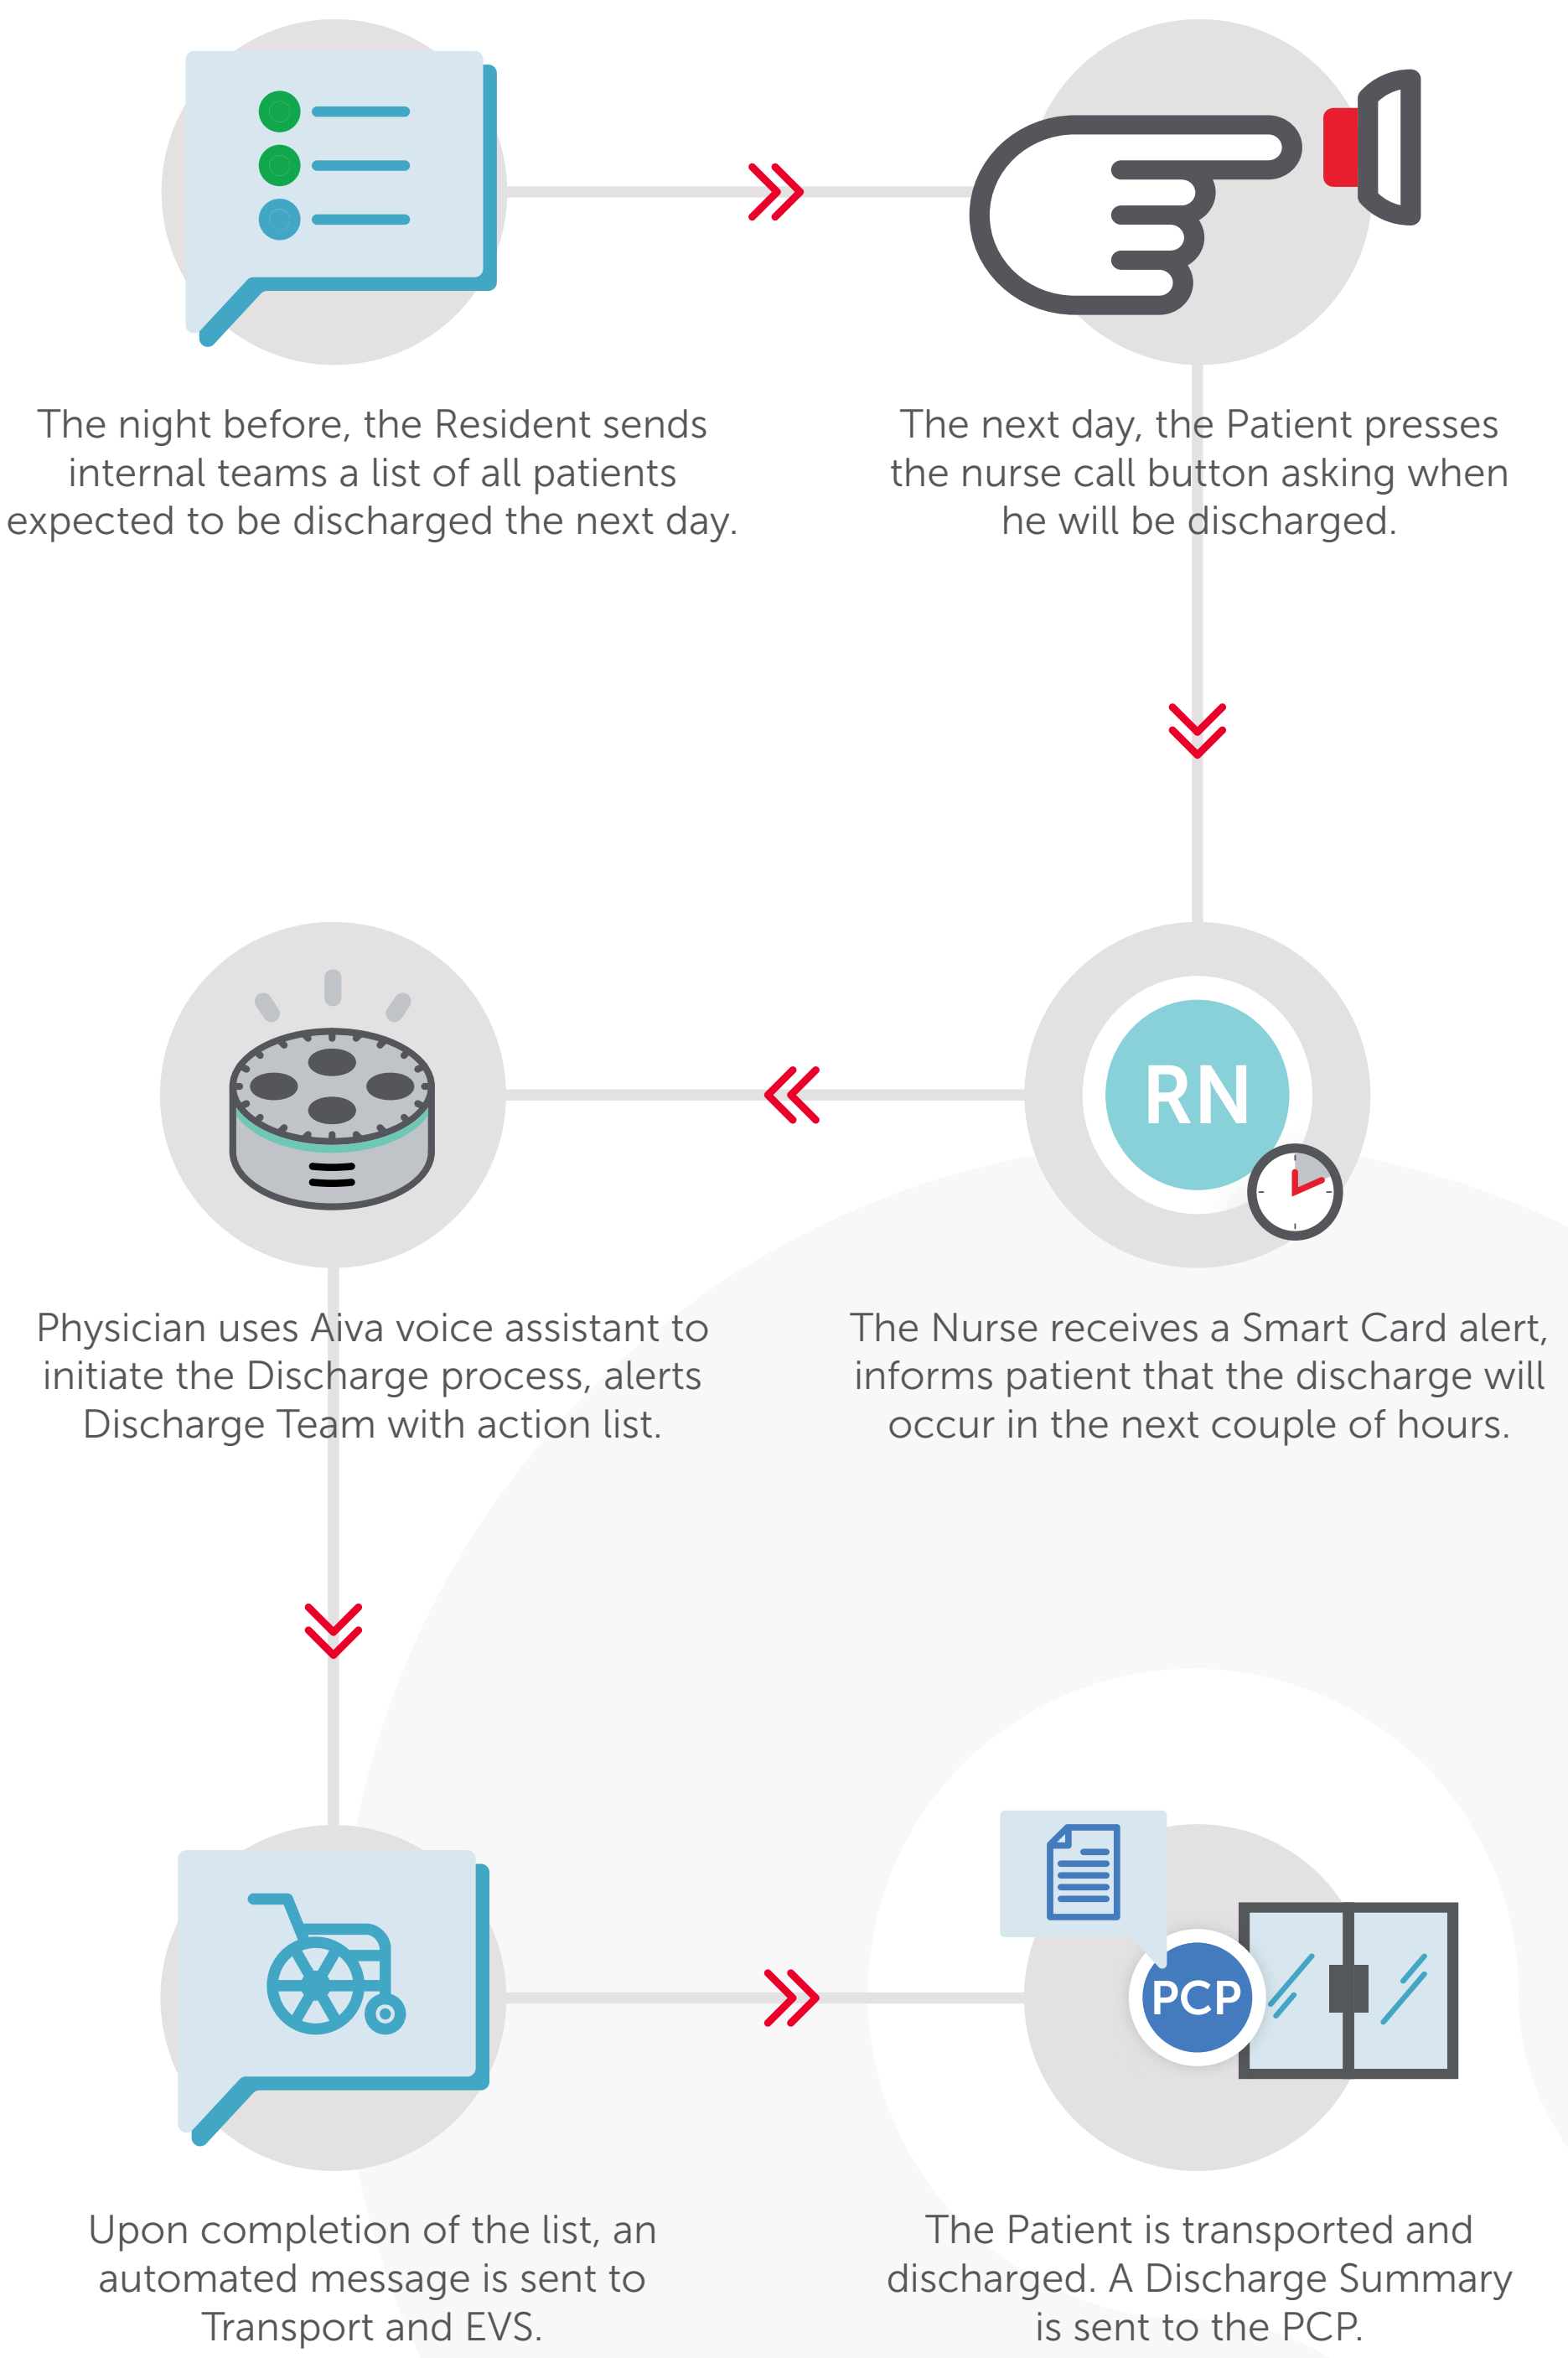 The night before, the Resident sends
internal teams a list of all patients
expected to be discharged the next day.
The next day, the Patient presses
the nurse call button asking when
he will be discharged.
RN
The Nurse receives a Smart Card alert,
informs patient that the discharge will
occur in the next couple of hours.
Physician uses Aiva voice assistant to
initiate the Discharge process, alerts
Discharge Team with action list.
Upon completion of the list, an
automated message is sent to
Transport and EVS.
PCP
The Patient is transported and
discharged. A Discharge Summary
is sent to the PCP.